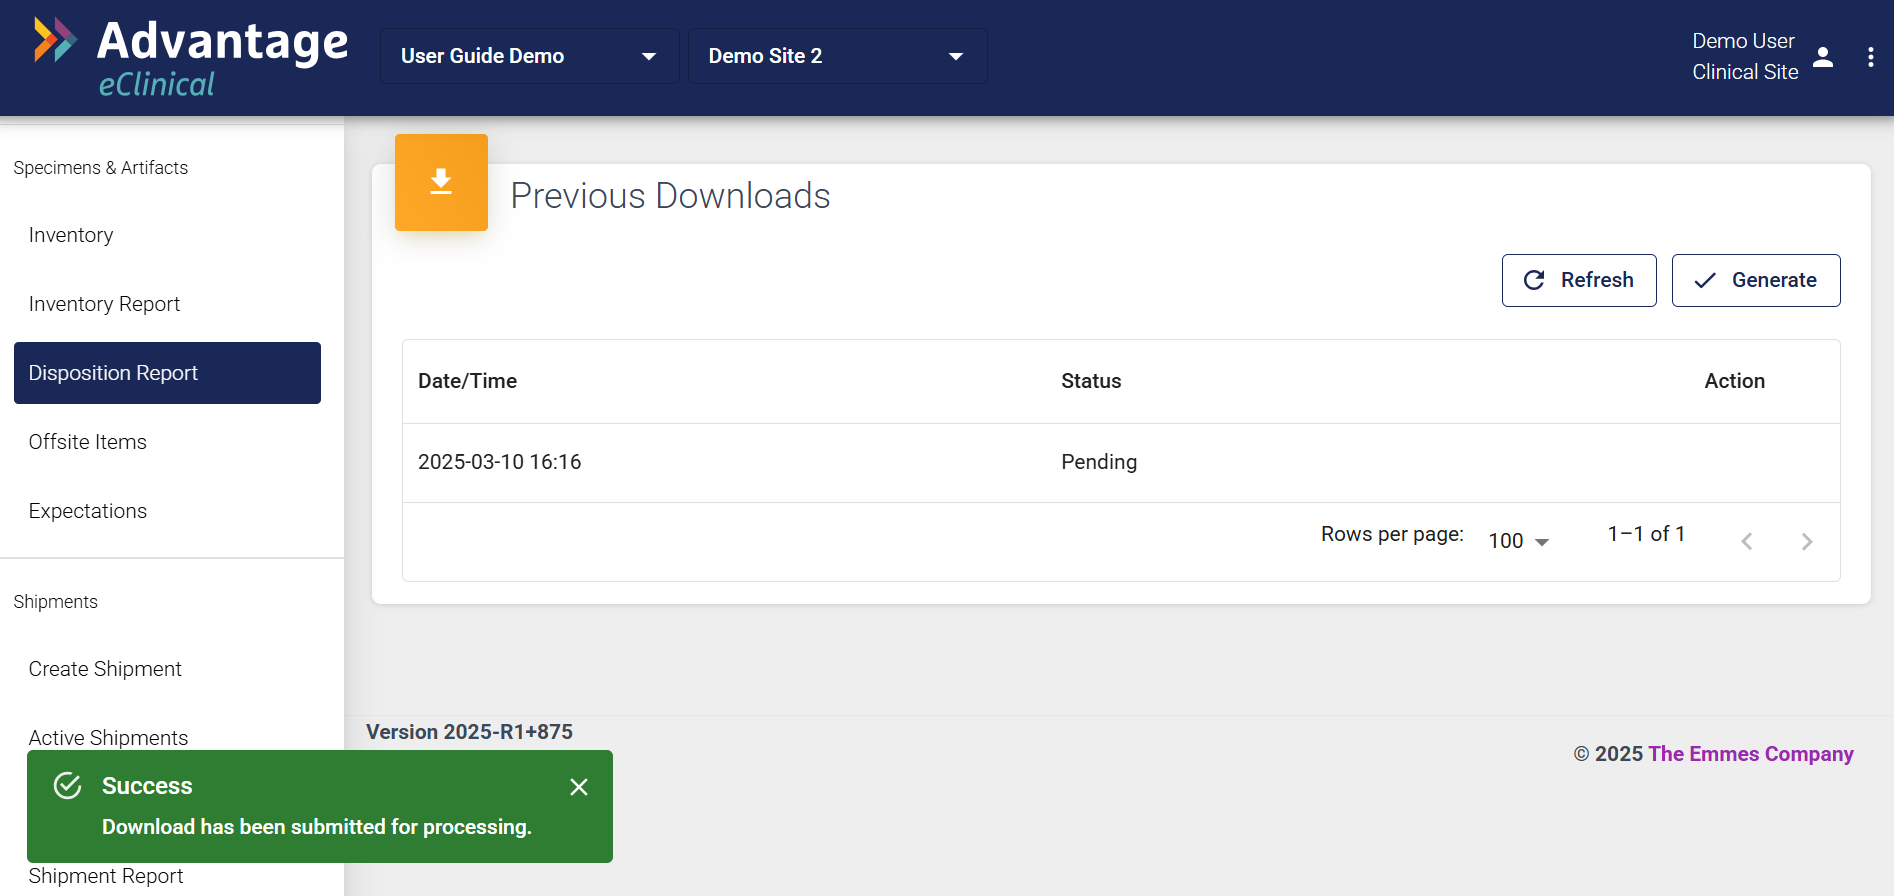 Advantage
eClinical
User Guide Demo
Demo Site 2
Demo User
Clinical Site
Specimens & Artifacts
Inventory
Inventory Report
Disposition Report
Offsite Items
Expectations
Shipments
Create Shipment
Active Shipments
Shipment Report
Previous Downloads
Refresh
Generate
Date/Time Status Action
2025-03-10 16:16 Pending
Rows per page: 100 1–1 of 1
Version 2025-R1+875
© 2025 The Emmes Company
Success
Download has been submitted for processing.